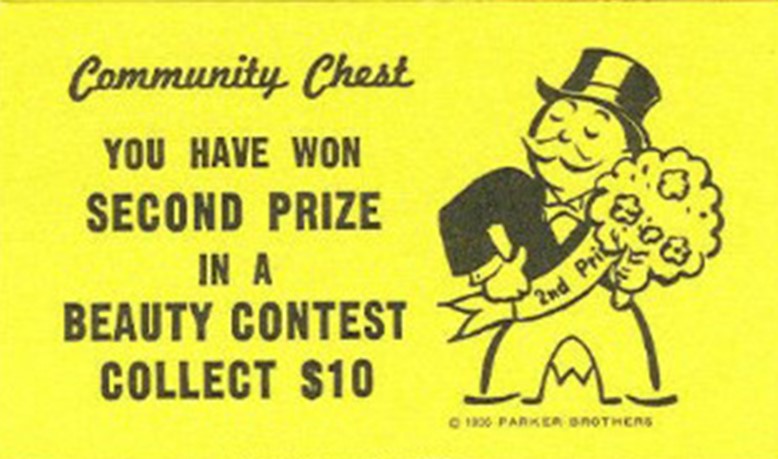 Community Chest
YOU HAVE WON
SECOND PRIZE
IN A
BEAUTY CONTEST
COLLECT $10
2nd Pri
PARKER BROTHERS